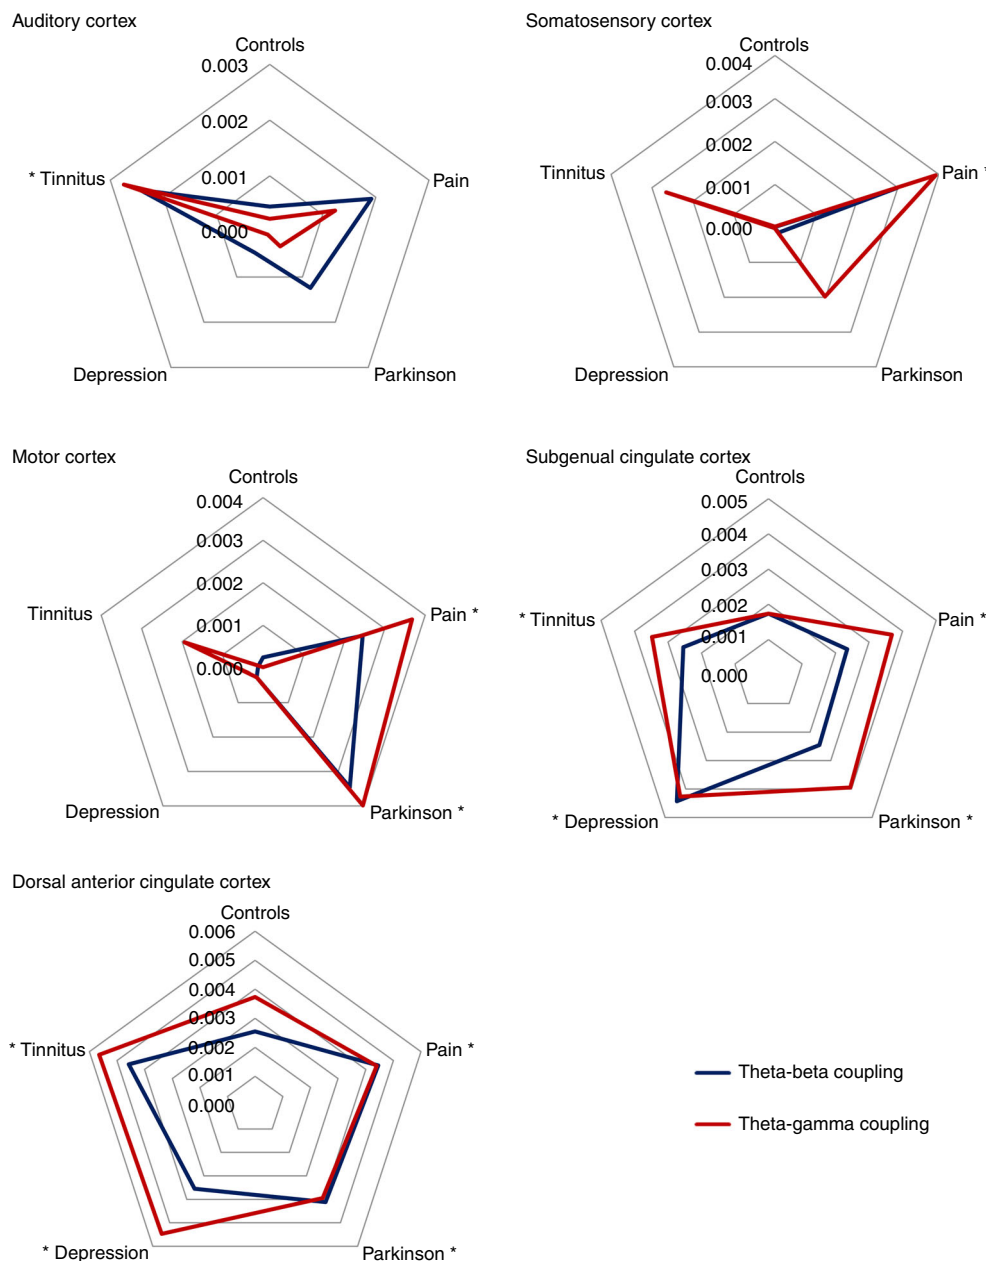 Auditory cortex
Controls
0.003
0.002
0.001
0.000
* Tinnitus
Pain
Depression
Parkinson
Somatosensory cortex
Controls
0.004
0.003
0.002
0.001
0.000
Tinnitus
Pain *
Depression
Parkinson
Motor cortex
Controls
0.004
0.003
0.002
0.001
0.000
Tinnitus
Pain *
Depression
Parkinson *
Subgenual cingulate cortex
Controls
0.005
0.004
0.003
0.002
0.001
0.000
* Tinnitus
Pain *
* Depression
Parkinson *
Dorsal anterior cingulate cortex
Controls
0.006
0.005
0.004
0.003
0.002
0.001
0.000
* Tinnitus
Pain *
* Depression
Parkinson *
Theta-beta coupling
Theta-gamma coupling